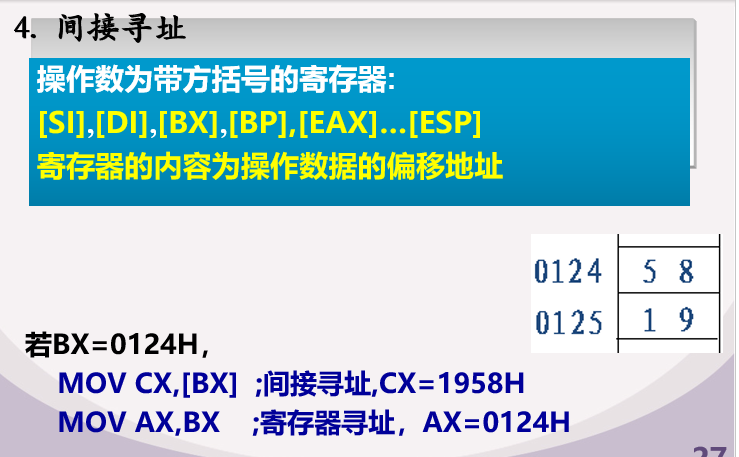 4. 间接寻址
操作数为带方括号的寄存器:
[SI],[DI],[BX],[BP],[EAX]…[ESP]
寄存器的内容为操作数据的偏移地址
0124 5 8
0125 1 9
若BX=0124H，
MOV CX,[BX] ;间接寻址,CX=1958H
MOV AX,BX ;寄存器寻址，AX=0124H
27